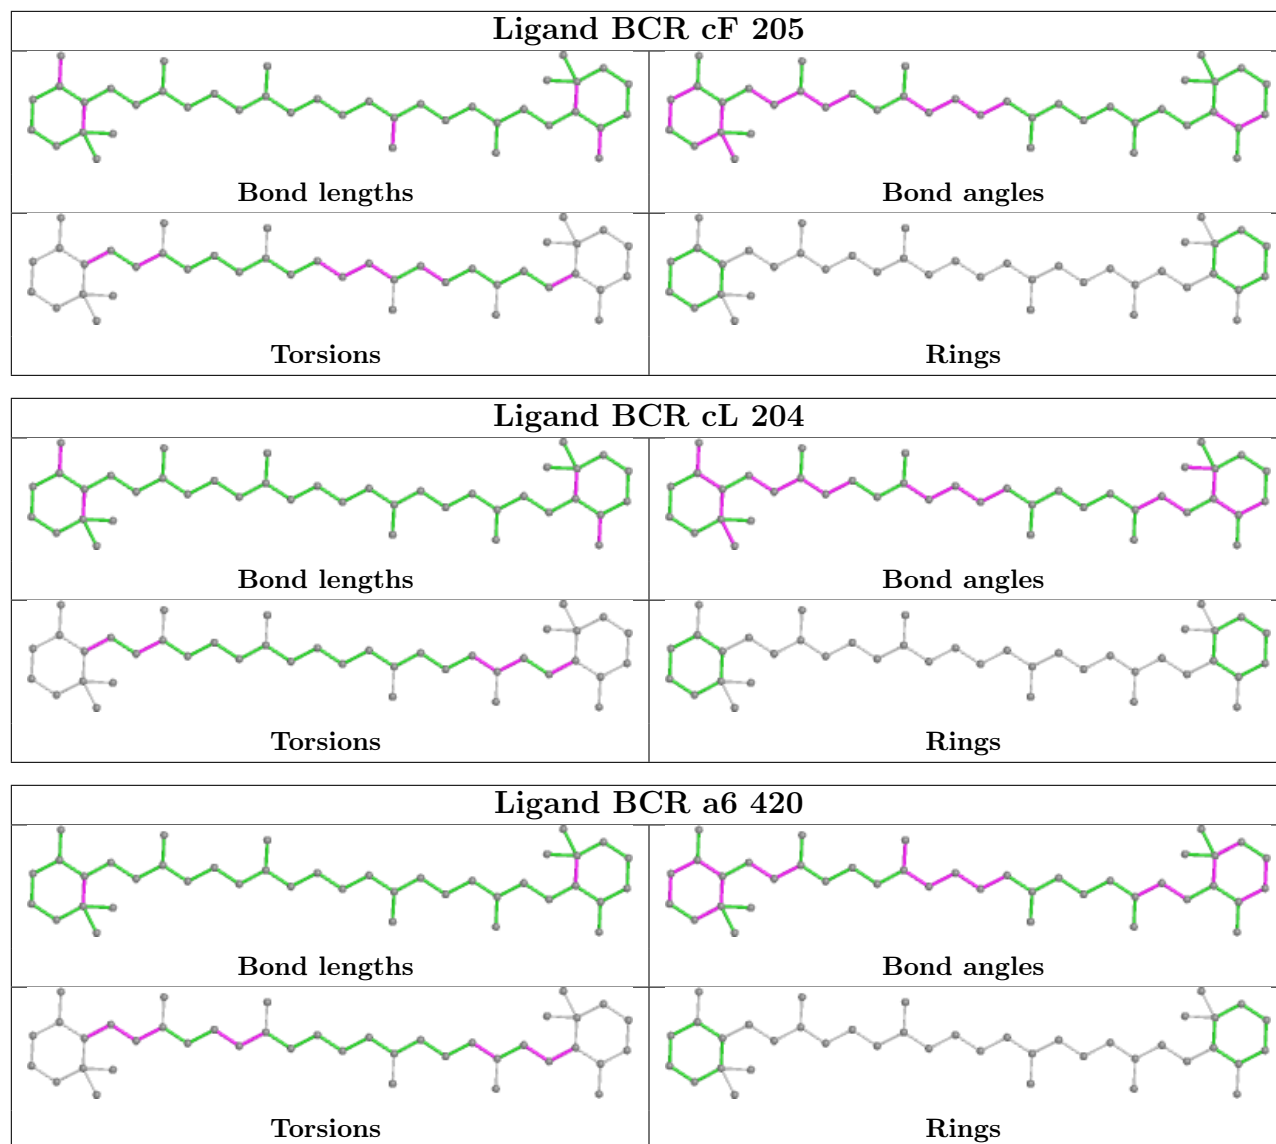 Ligand BCR cF 205
Bond lengths
Bond angles
Torsions
Rings
Ligand BCR cL 204
Bond lengths
Bond angles
Torsions
Rings
Ligand BCR a6 420
Bond lengths
Bond angles
Torsions
Rings